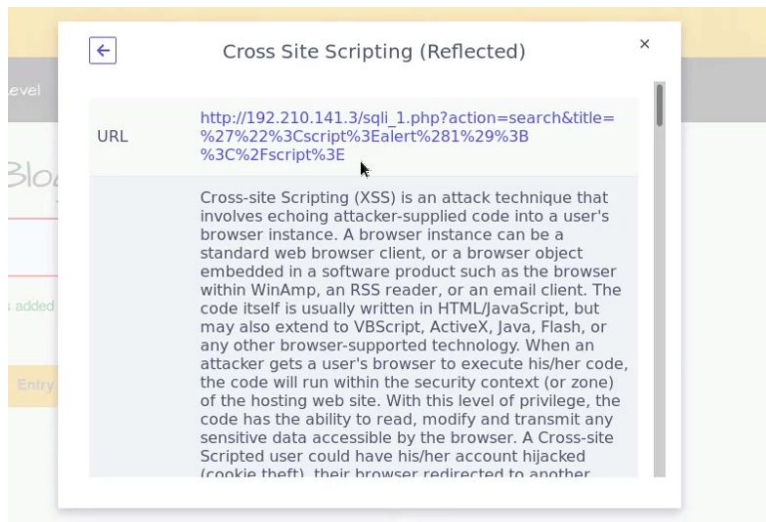 Cross Site Scripting (Reflected)
evel
URL
http://192.210.141.3/sqli_1.php?action=search&title=
%27%22%3Cscript%3Ealert%281%29%3B
%3C%2Fscript%3E
Blo
Cross-site Scripting (XSS) is an attack technique that
involves echoing attacker-supplied code into a user's
browser instance. A browser instance can be a
standard web browser client, or a browser object
embedded in a software product such as the browser
within WinAmp, an RSS reader, or an email client. The
code itself is usually written in HTML/JavaScript, but
may also extend to VBScript, ActiveX, Java, Flash, or
any other browser-supported technology. When an
attacker gets a user's browser to execute his/her code,
the code will run within the security context (or zone)
of the hosting web site. With this level of privilege, the
code has the ability to read, modify and transmit any
sensitive data accessible by the browser. A Cross-site
Scripted user could have his/her account hijacked
(cookie theft), their browser redirected to another
s added
Entry